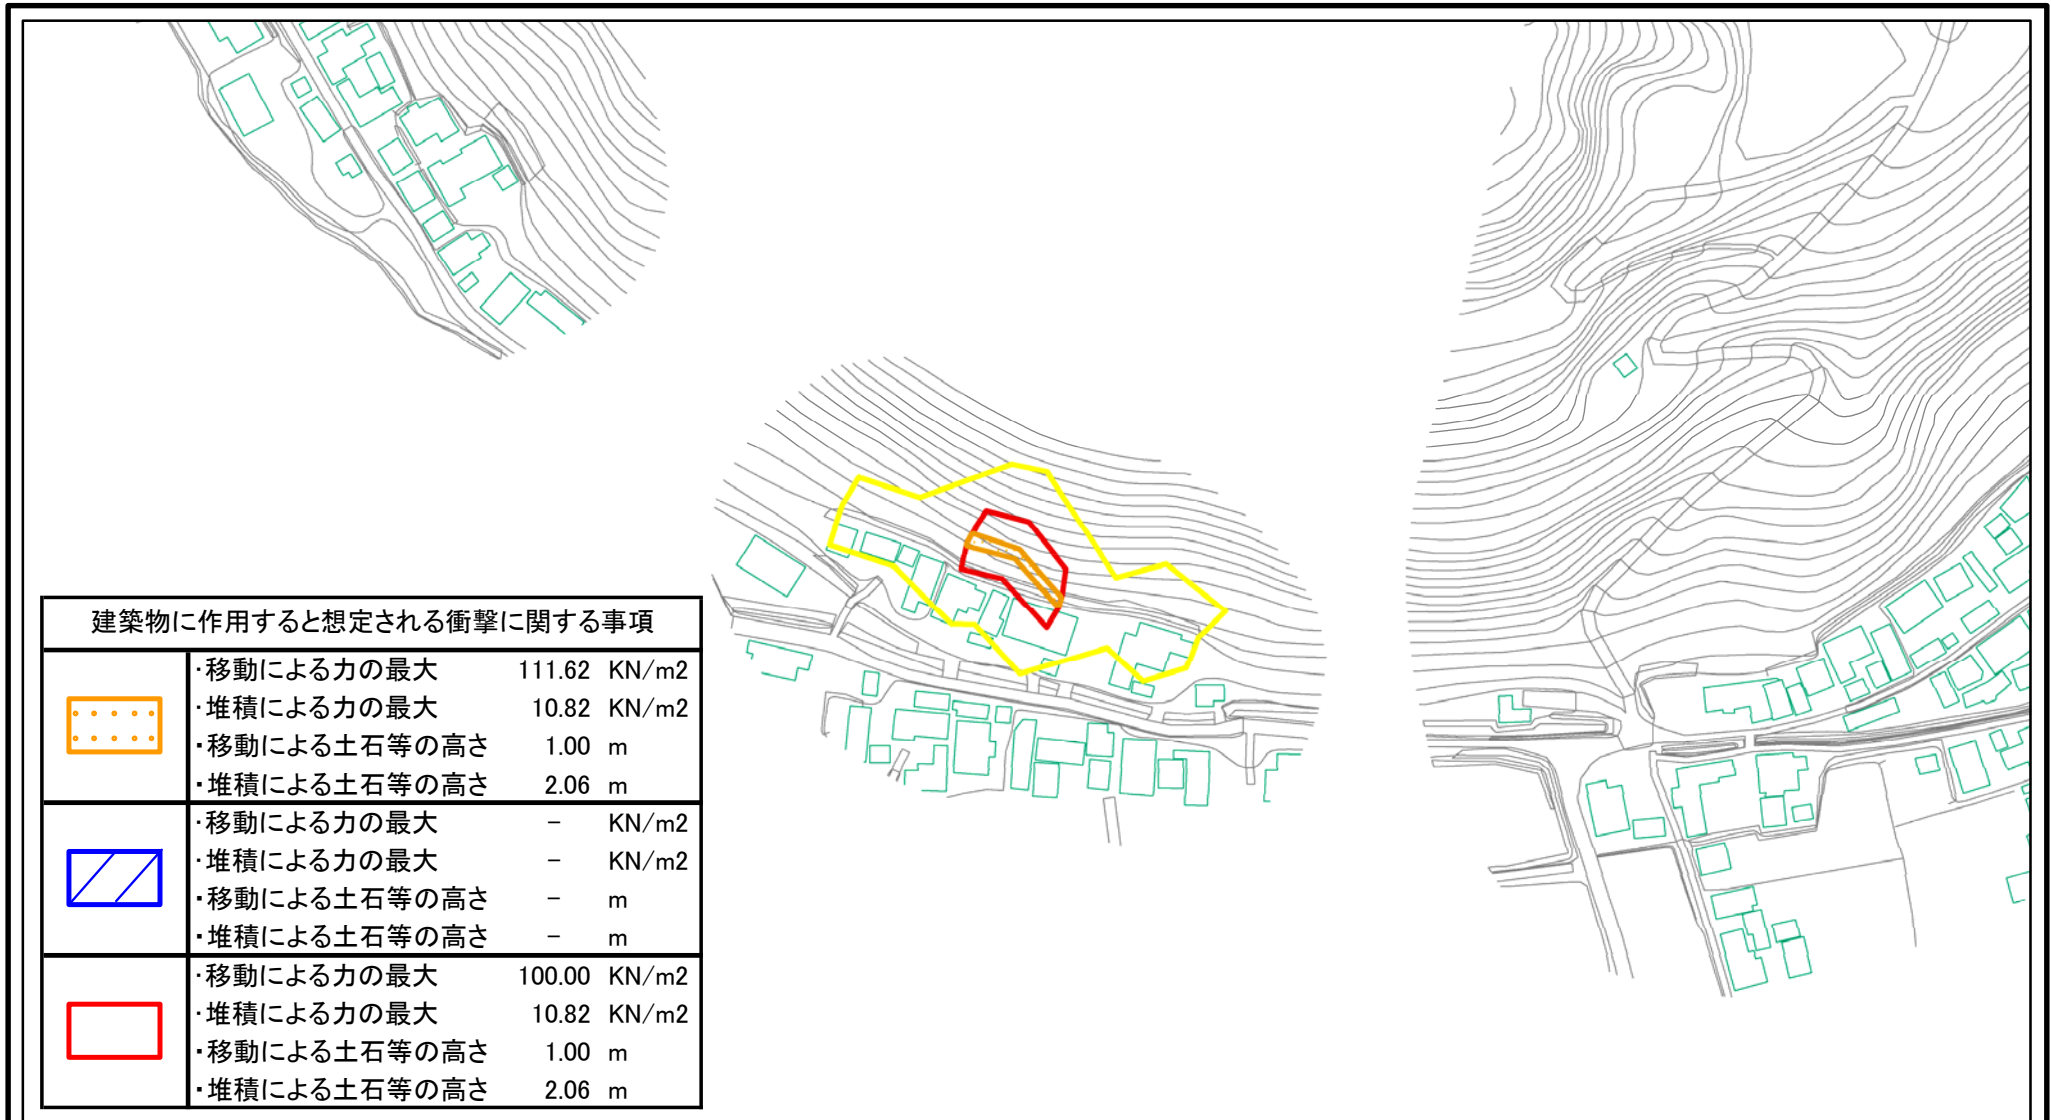 建築物に作用すると想定される衝撃に関する事項
・移動による力の最大 111.62 KN/m2
・堆積による力の最大 10.82 KN/m2
・移動による土石等の高さ 1.00 m
・堆積による土石等の高さ 2.06 m
・移動による力の最大 － KN/m2
・堆積による力の最大 － KN/m2
・移動による土石等の高さ － m
・堆積による土石等の高さ － m
・移動による力の最大 100.00 KN/m2
・堆積による力の最大 10.82 KN/m2
・移動による土石等の高さ 1.00 m
・堆積による土石等の高さ 2.06 m